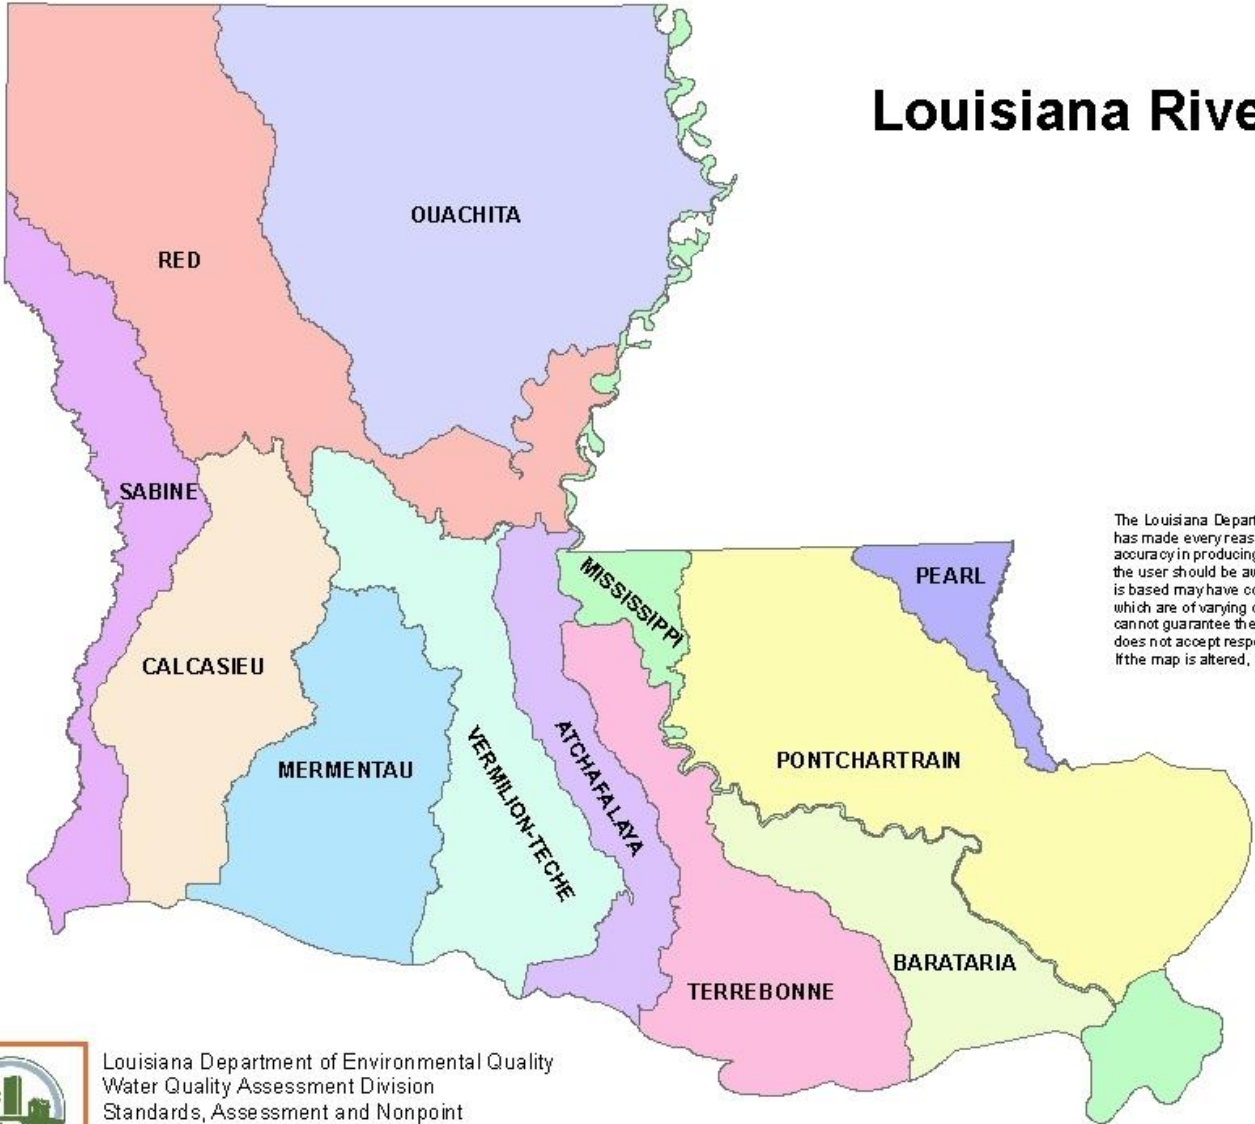 Louisiana Rive
OUACHITA
RED
SABINE
MISSISSIPPI
PEARL
The Louisiana Depart
has made every reas
accuracy in producing
the user should be au
is based may have co
which are of varying
cannot guarantee the
does not accept respo
If the map is altered,
CALCASIEU
MERMENTAU
VERMILION-TECHE
ATCHAFALAYA
PONTCHARTRAIN
BARATARIA
TERREBONNE
Louisiana Department of Environmental Quality
Water Quality Assessment Division
Standards, Assessment and Nonpoint